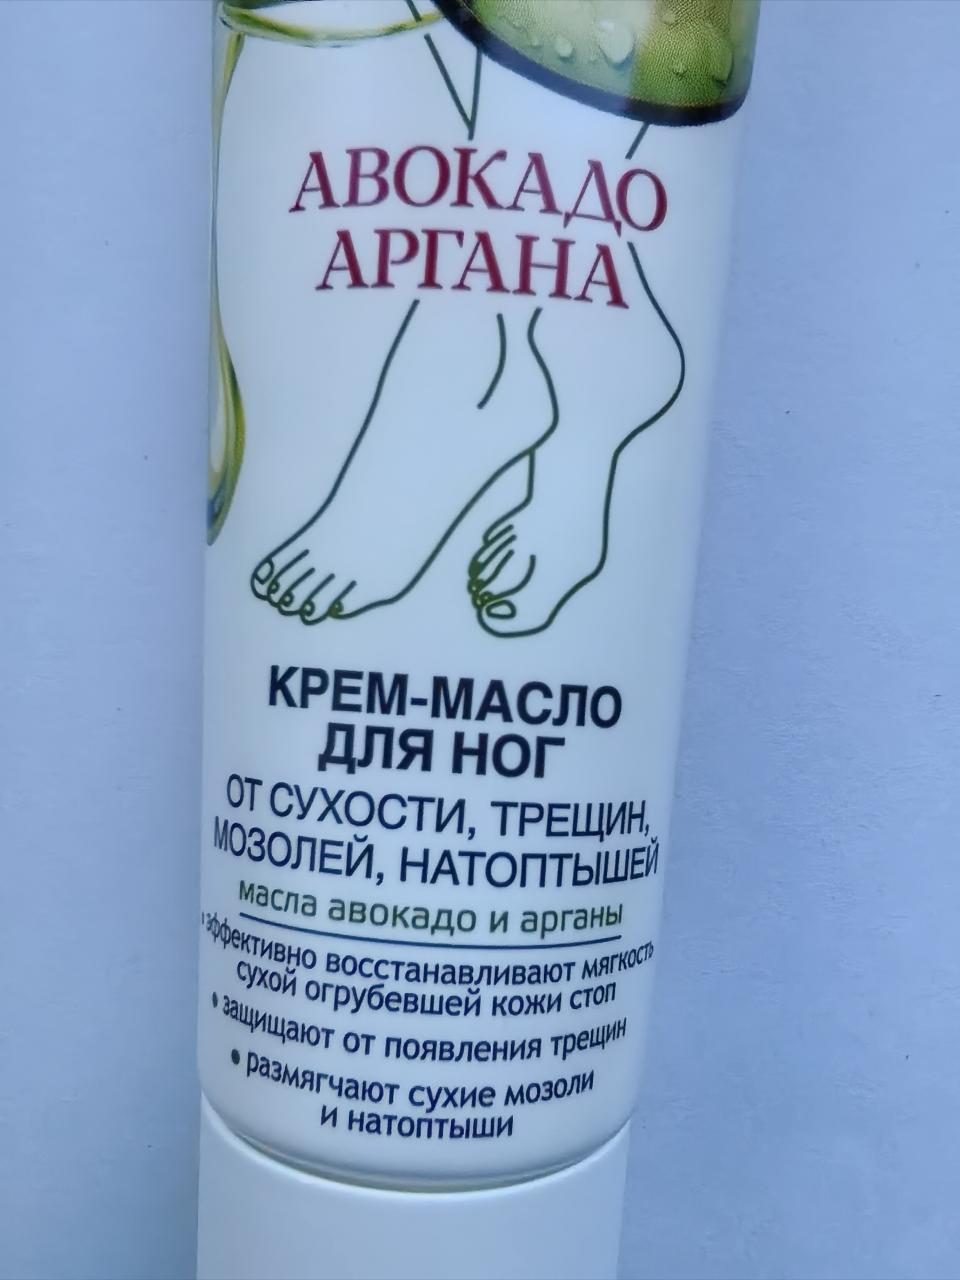 АВОКАДО
АРГАНА
КРЕМ-МАСЛО
ДЛЯ НОГ
ОТ СУХОСТИ, ТРЕЩИН,
МОЗОЛЕЙ, НАТОПТЫШЕЙ
масла авокадо и арганы
• эффективно восстанавливают мягкость
сухой огрубевшей кожи стоп
• защищают от появления трещин
• размягчают сухие мозоли
и натоптыши